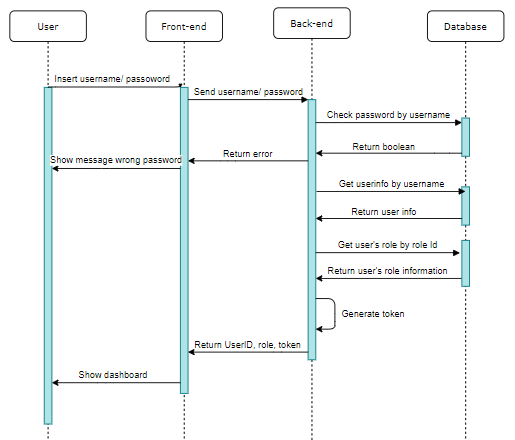 User
Front-end
Back-end
Database
Insert username/ passoword
Send username/ password
Check password by username
Return boolean
Return error
Show message wrong password
Get userinfo by username
Return user info
Get user's role by role Id
Return user's role information
Generate token
Return UserID, role, token
Show dashboard